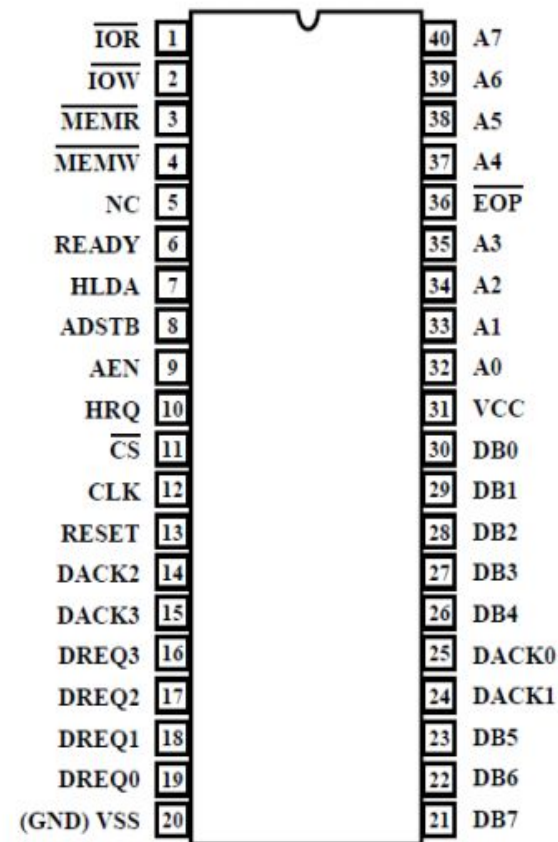 IOR 1 40 A7
IOW 2 39 A6
MEMR 3 38 A5
MEMW 4 37 A4
NC 5 36 EOP
READY 6 35 A3
HLDA 7 34 A2
ADSTB 8 33 A1
AEN 9 32 A0
HRQ 10 31 VCC
CS 11 30 DB0
CLK 12 29 DB1
RESET 13 28 DB2
DACK2 14 27 DB3
DACK3 15 26 DB4
DREQ3 16 25 DACK0
DREQ2 17 24 DACK1
DREQ1 18 23 DB5
DREQ0 19 22 DB6
(GND) VSS 20 21 DB7